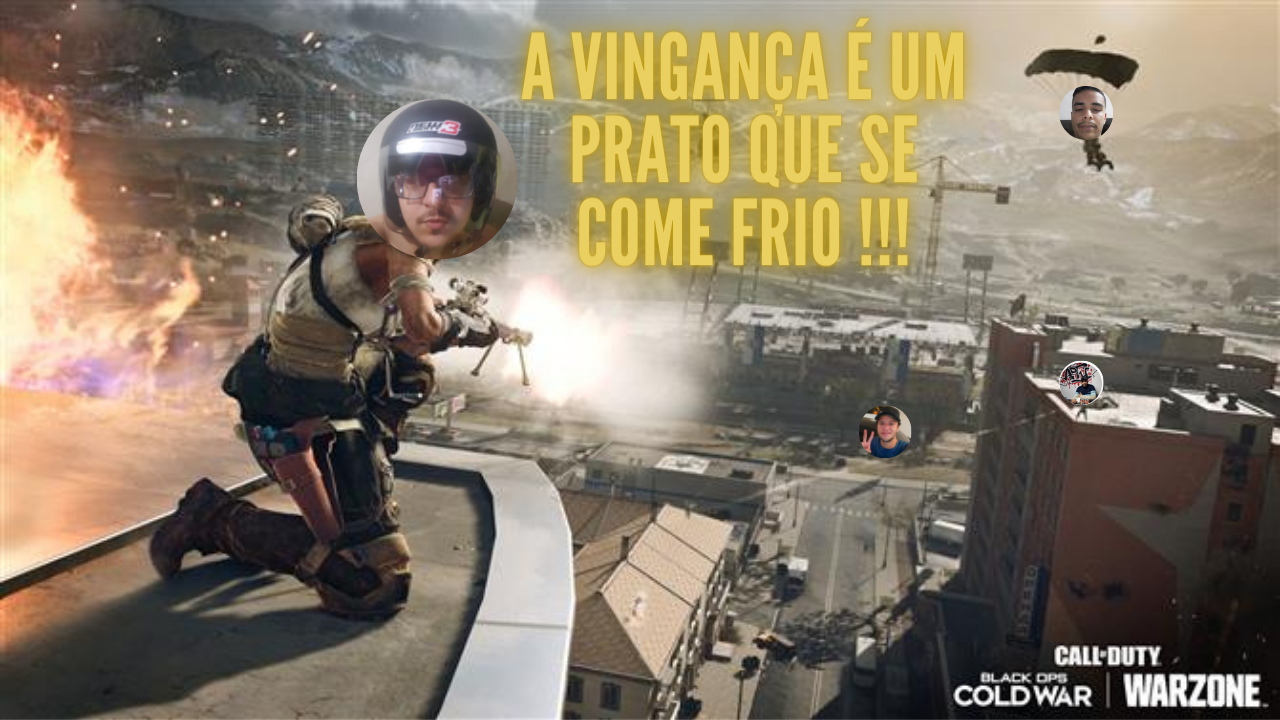 A VINGANÇA É UM
PRATO QUE SE
COME FRIO !!!
CALL OF DUTY
BLACK OPS
COLD WAR
WARZONE